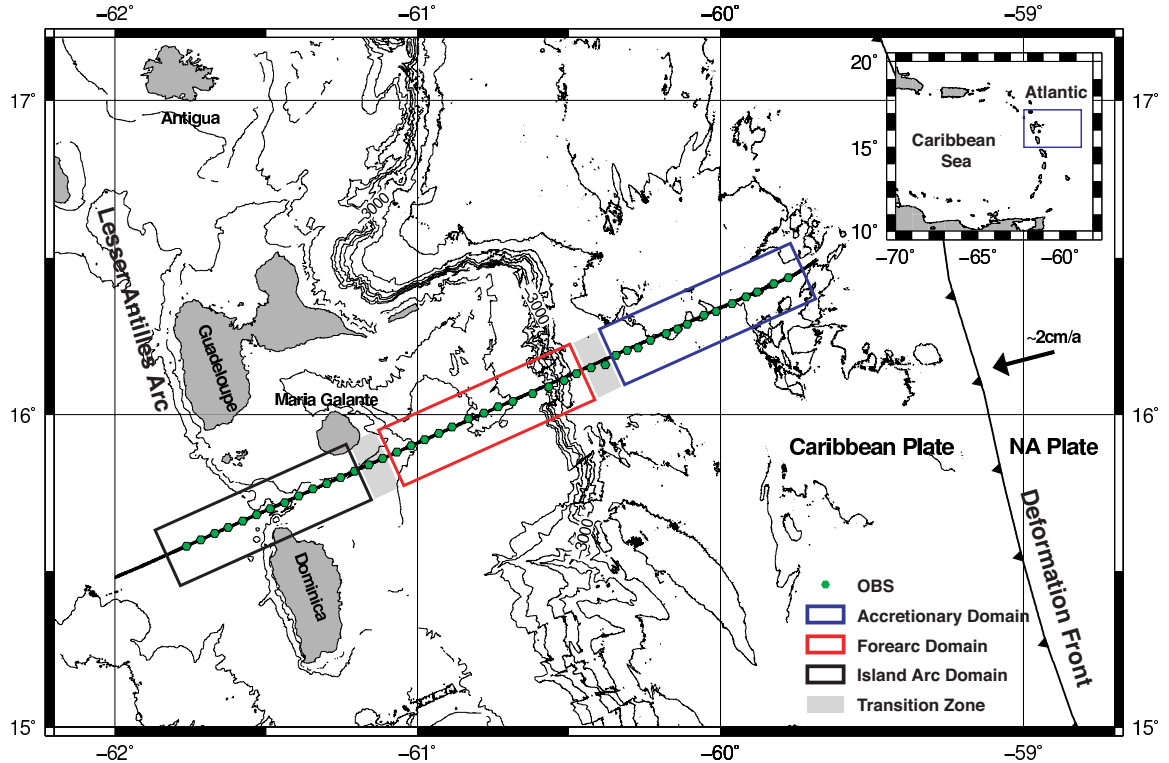 −62°
−61°
−60°
−59°
17°
17°
16°
16°
15°
15°
−62°
−61°
−60°
−59°
20°
15°
10°
−70°
−65°
−60°
Atlantic
Caribbean
Sea
Antigua
Lesser Antilles Arc
Guadeloupe
Maria Galante
Dominica
3000
3000
3000
~2cm/a
Caribbean Plate
NA Plate
Deformation Front
OBS
Accretionary Domain
Forearc Domain
Island Arc Domain
Transition Zone